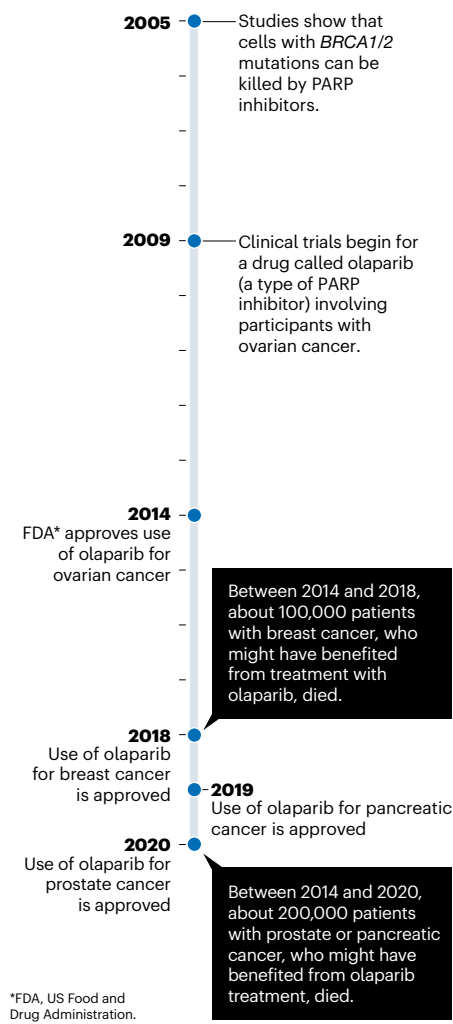 2005
Studies show that
cells with BRCA1/2
mutations can be
killed by PARP
inhibitors.
2009
Clinical trials begin for
a drug called olaparib
(a type of PARP
inhibitor) involving
participants with
ovarian cancer.
2014
FDA* approves use
of olaparib for
ovarian cancer
Between 2014 and 2018,
about 100,000 patients
with breast cancer, who
might have benefited
from treatment with
olaparib, died.
2018
Use of olaparib
for breast cancer
is approved
2019
Use of olaparib for pancreatic
cancer is approved
2020
Use of olaparib for
prostate cancer
is approved
Between 2014 and 2020,
about 200,000 patients
with prostate or pancreatic
cancer, who might have
benefited from olaparib
treatment, died.
*FDA, US Food and
Drug Administration.